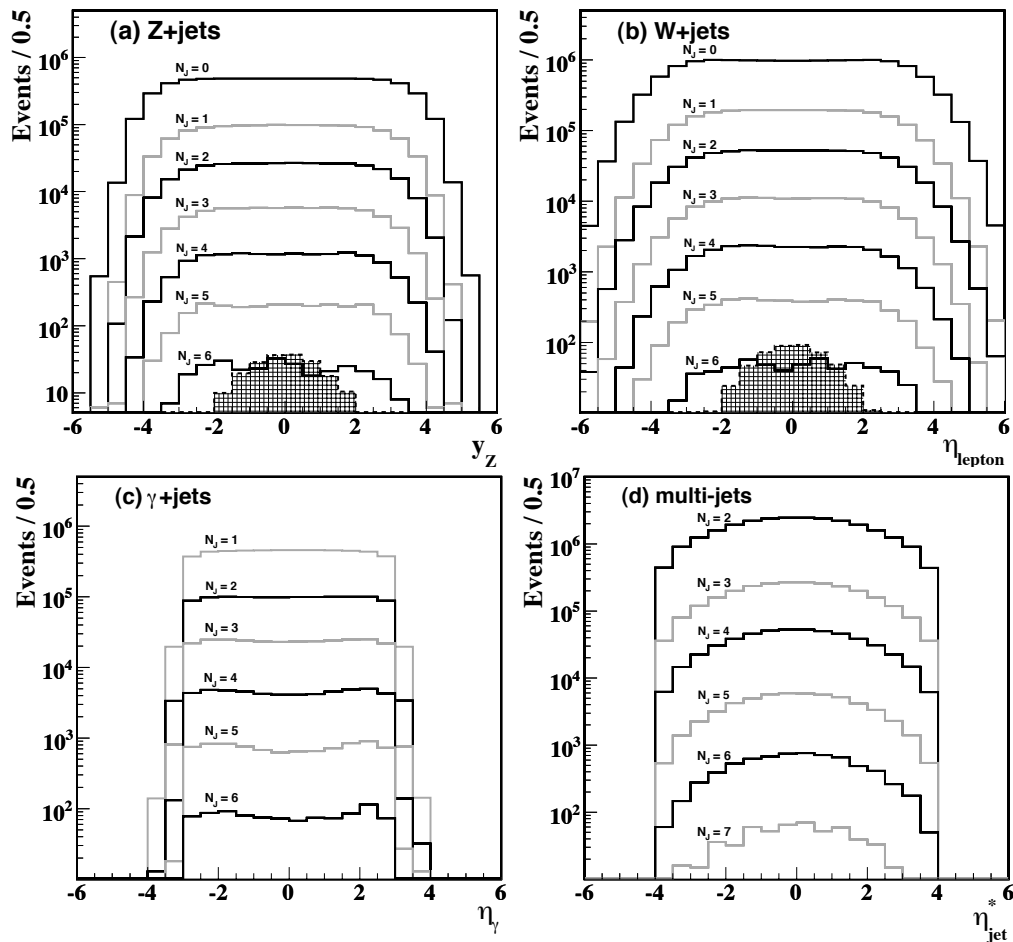 (a) Z+jets
Events / 0.5
10^6
10^5
10^4
10^3
10^2
10
N_J = 0
N_J = 1
N_J = 2
N_J = 3
N_J = 4
N_J = 5
N_J = 6
-6 -4 -2 0 2 4 6
y_Z
(b) W+jets
Events / 0.5
10^6
10^5
10^4
10^3
10^2
N_J = 0
N_J = 1
N_J = 2
N_J = 3
N_J = 4
N_J = 5
N_J = 6
-6 -4 -2 0 2 4 6
η_lepton
(c) γ+jets
Events / 0.5
10^6
10^5
10^4
10^3
10^2
N_J = 1
N_J = 2
N_J = 3
N_J = 4
N_J = 5
N_J = 6
-6 -4 -2 0 2 4 6
η_γ
(d) multi-jets
Events / 0.5
10^7
10^6
10^5
10^4
10^3
10^2
N_J = 2
N_J = 3
N_J = 4
N_J = 5
N_J = 6
N_J = 7
-6 -4 -2 0 2 4 6
η*_jet